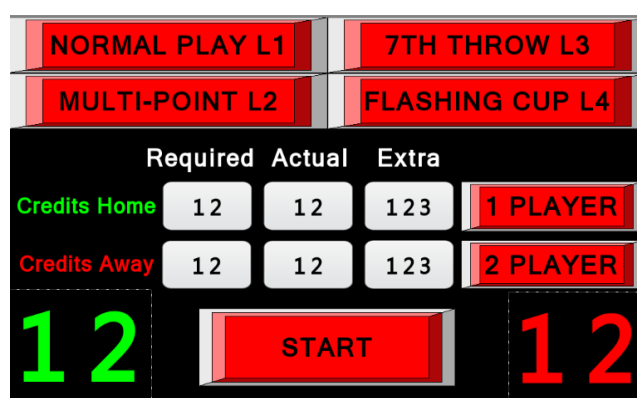 NORMAL PLAY L1 7TH THROW L3
MULTI-POINT L2 FLASHING CUP L4
Required Actual Extra
Credits Home 12 12 123 1 PLAYER
Credits Away 12 12 123 2 PLAYER
12 START 12